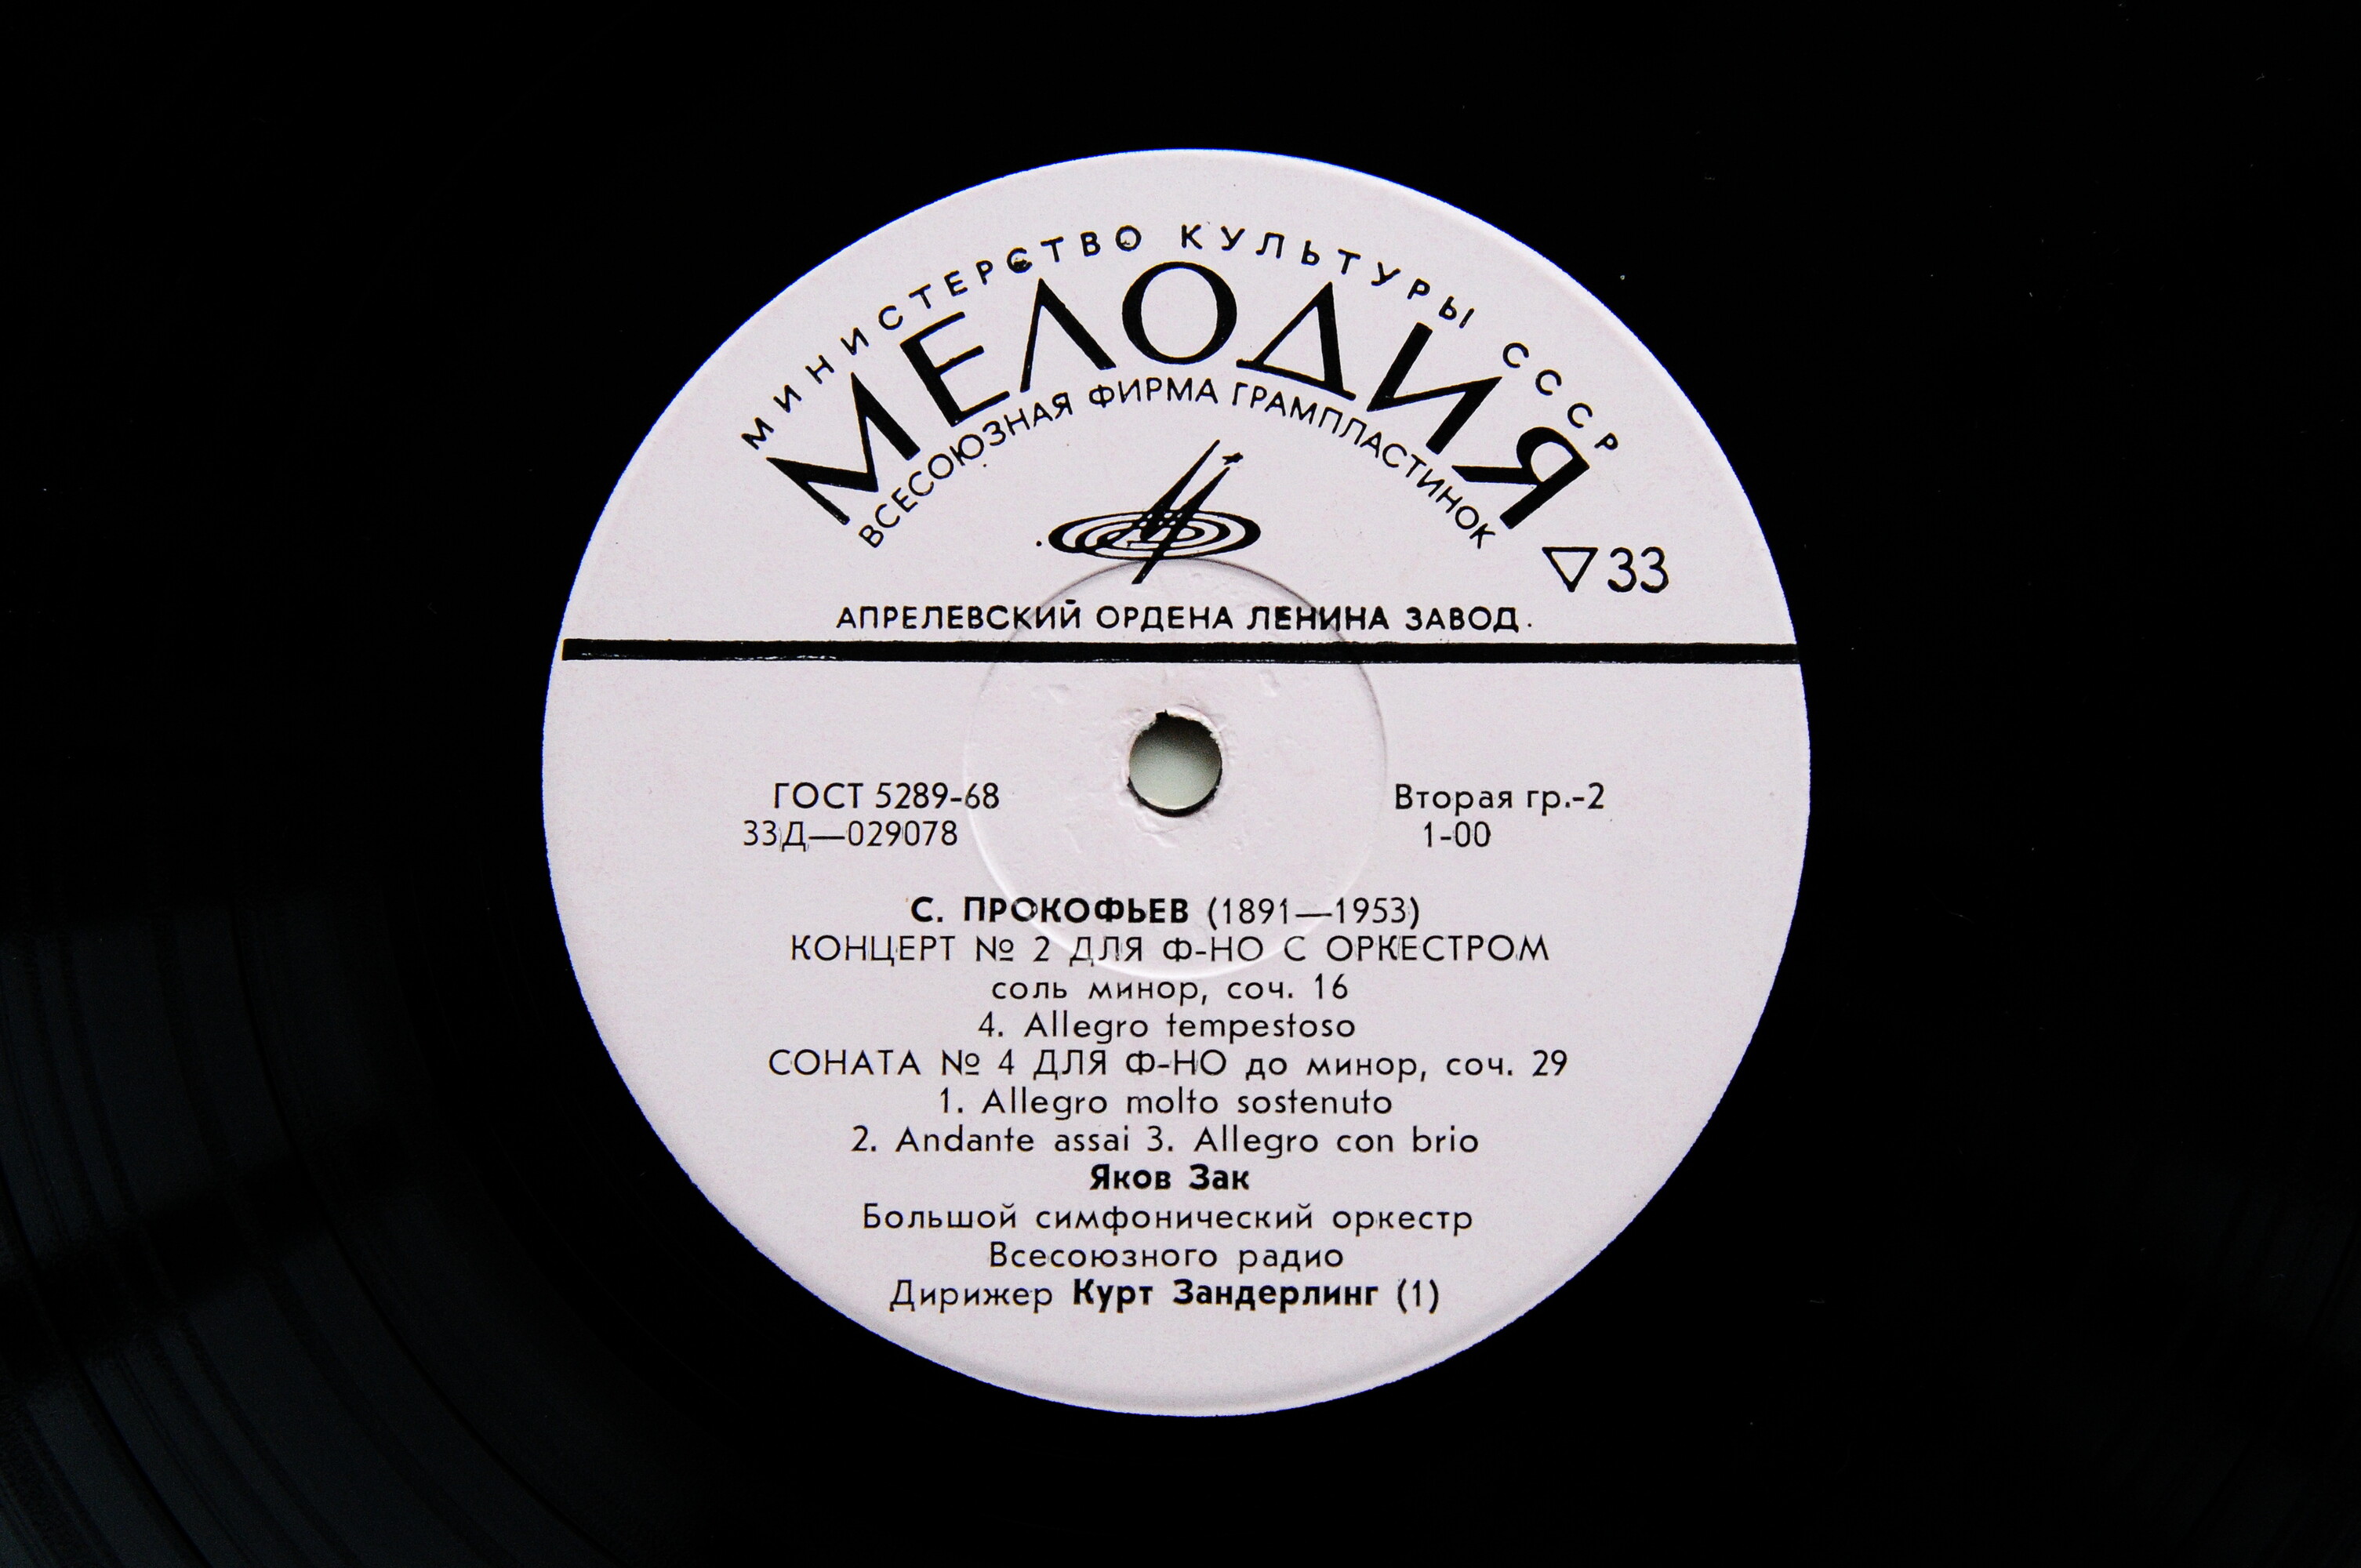 МИНИСТЕРСТВО КУЛЬТУРЫ СССР
МЕЛОДИЯ
ВСЕСОЮЗНАЯ ФИРМА ГРАМПЛАСТИНОК
▽33
АПРЕЛЕВСКИЙ ОРДЕНА ЛЕНИНА ЗАВОД
ГОСТ 5289-68
33Д—029078
Вторая гр.-2
1-00
С. ПРОКОФЬЕВ (1891—1953)
КОНЦЕРТ № 2 ДЛЯ Ф-НО С ОРКЕСТРОМ
соль минор, соч. 16
4. Allegro tempestoso
СОНАТА № 4 ДЛЯ Ф-НО до минор, соч. 29
1. Allegro molto sostenuto
2. Andante assai 3. Allegro con brio
Яков Зак
Большой симфонический оркестр
Всесоюзного радио
Дирижер Курт Зандерлинг (1)